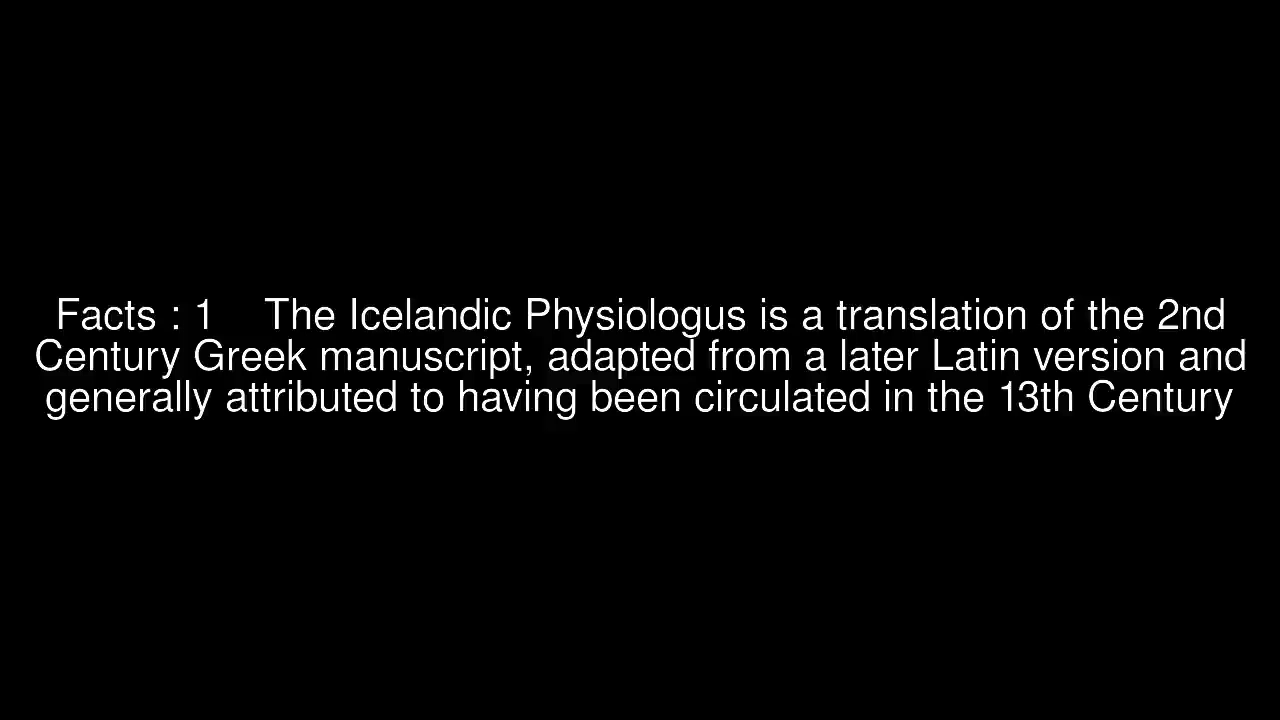 Facts : 1    The Icelandic Physiologus is a translation of the 2nd
Century Greek manuscript, adapted from a later Latin version and
generally attributed to having been circulated in the 13th Century